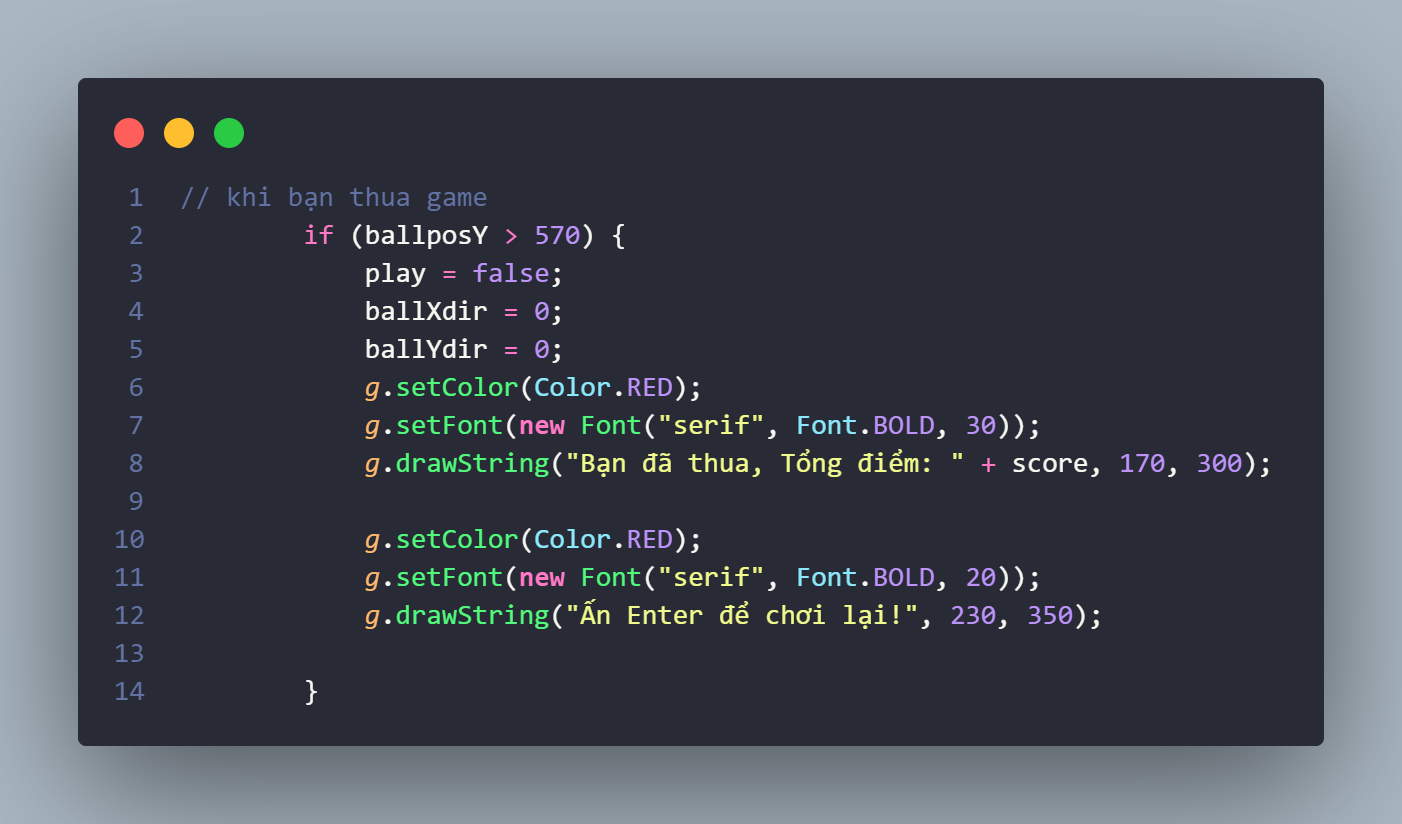 1 // khi bạn thua game
2 if (ballposY > 570) {
3 play = false;
4 ballXdir = 0;
5 ballYdir = 0;
6 g.setColor(Color.RED);
7 g.setFont(new Font("serif", Font.BOLD, 30));
8 g.drawString("Bạn đã thua, Tổng điểm: " + score, 170, 300);
9
10 g.setColor(Color.RED);
11 g.setFont(new Font("serif", Font.BOLD, 20));
12 g.drawString("Ấn Enter để chơi lại!", 230, 350);
13
14 }